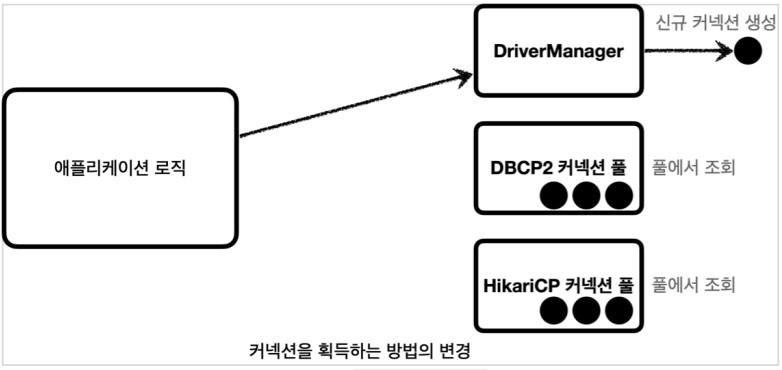 신규 커넥션 생성
DriverManager
애플리케이션 로직
DBCP2 커넥션 풀
풀에서 조회
HikariCP 커넥션 풀
풀에서 조회
커넥션을 획득하는 방법의 변경